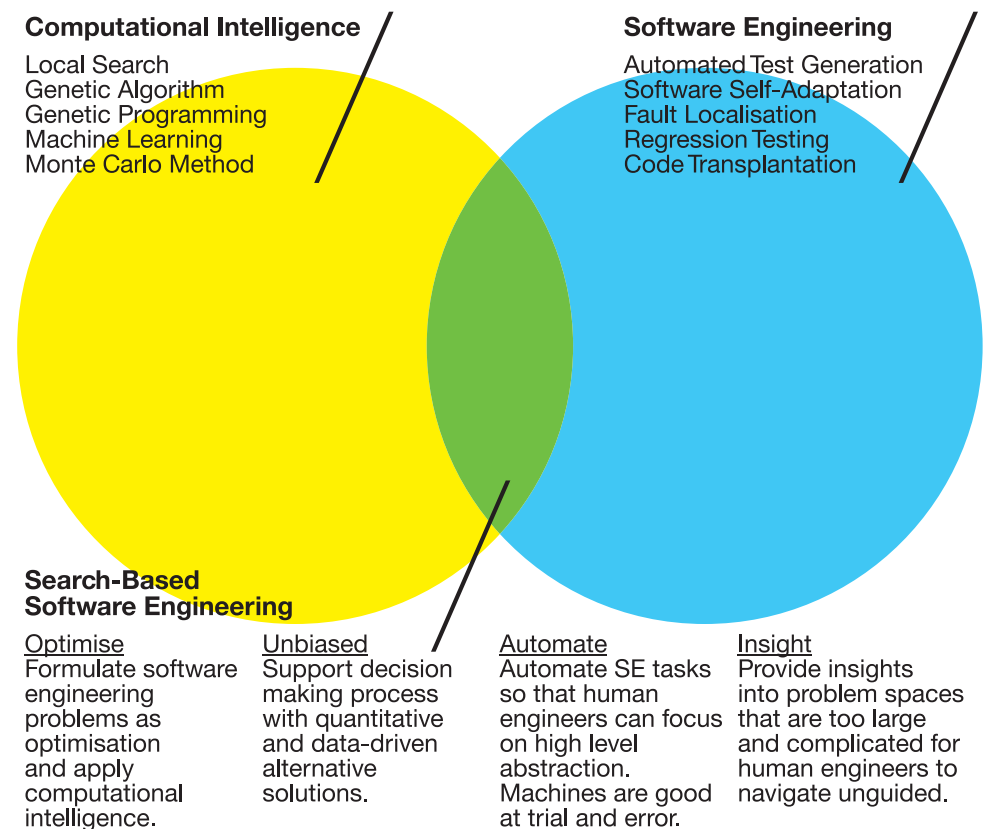 Computational Intelligence
Local Search
Genetic Algorithm
Genetic Programming
Machine Learning
Monte Carlo Method
Software Engineering
Automated Test Generation
Software Self-Adaptation
Fault Localisation
Regression Testing
Code Transplantation
Search-Based
Software Engineering
Optimise
Formulate software
engineering
problems as
optimisation
and apply
computational
intelligence.
Unbiased
Support decision
making process
with quantitative
and data-driven
alternative
solutions.
Automate
Automate SE tasks
so that human
engineers can focus
on high level
abstraction.
Machines are good
at trial and error.
Insight
Provide insights
into problem spaces
that are too large
and complicated for
human engineers to
navigate unguided.